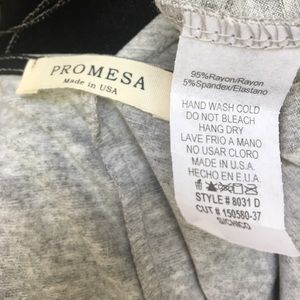 PROMESA
Made in USA
95%Rayon/Rayon
5%Spandex/Elastano
HAND WASH COLD
DO NOT BLEACH
HANG DRY
LAVE FRIO A MANO
NO USAR CLORO
MADE IN U.S.A.
HECHO EN E.U.A.
STYLE # 8031 D
CUT # 150580-37